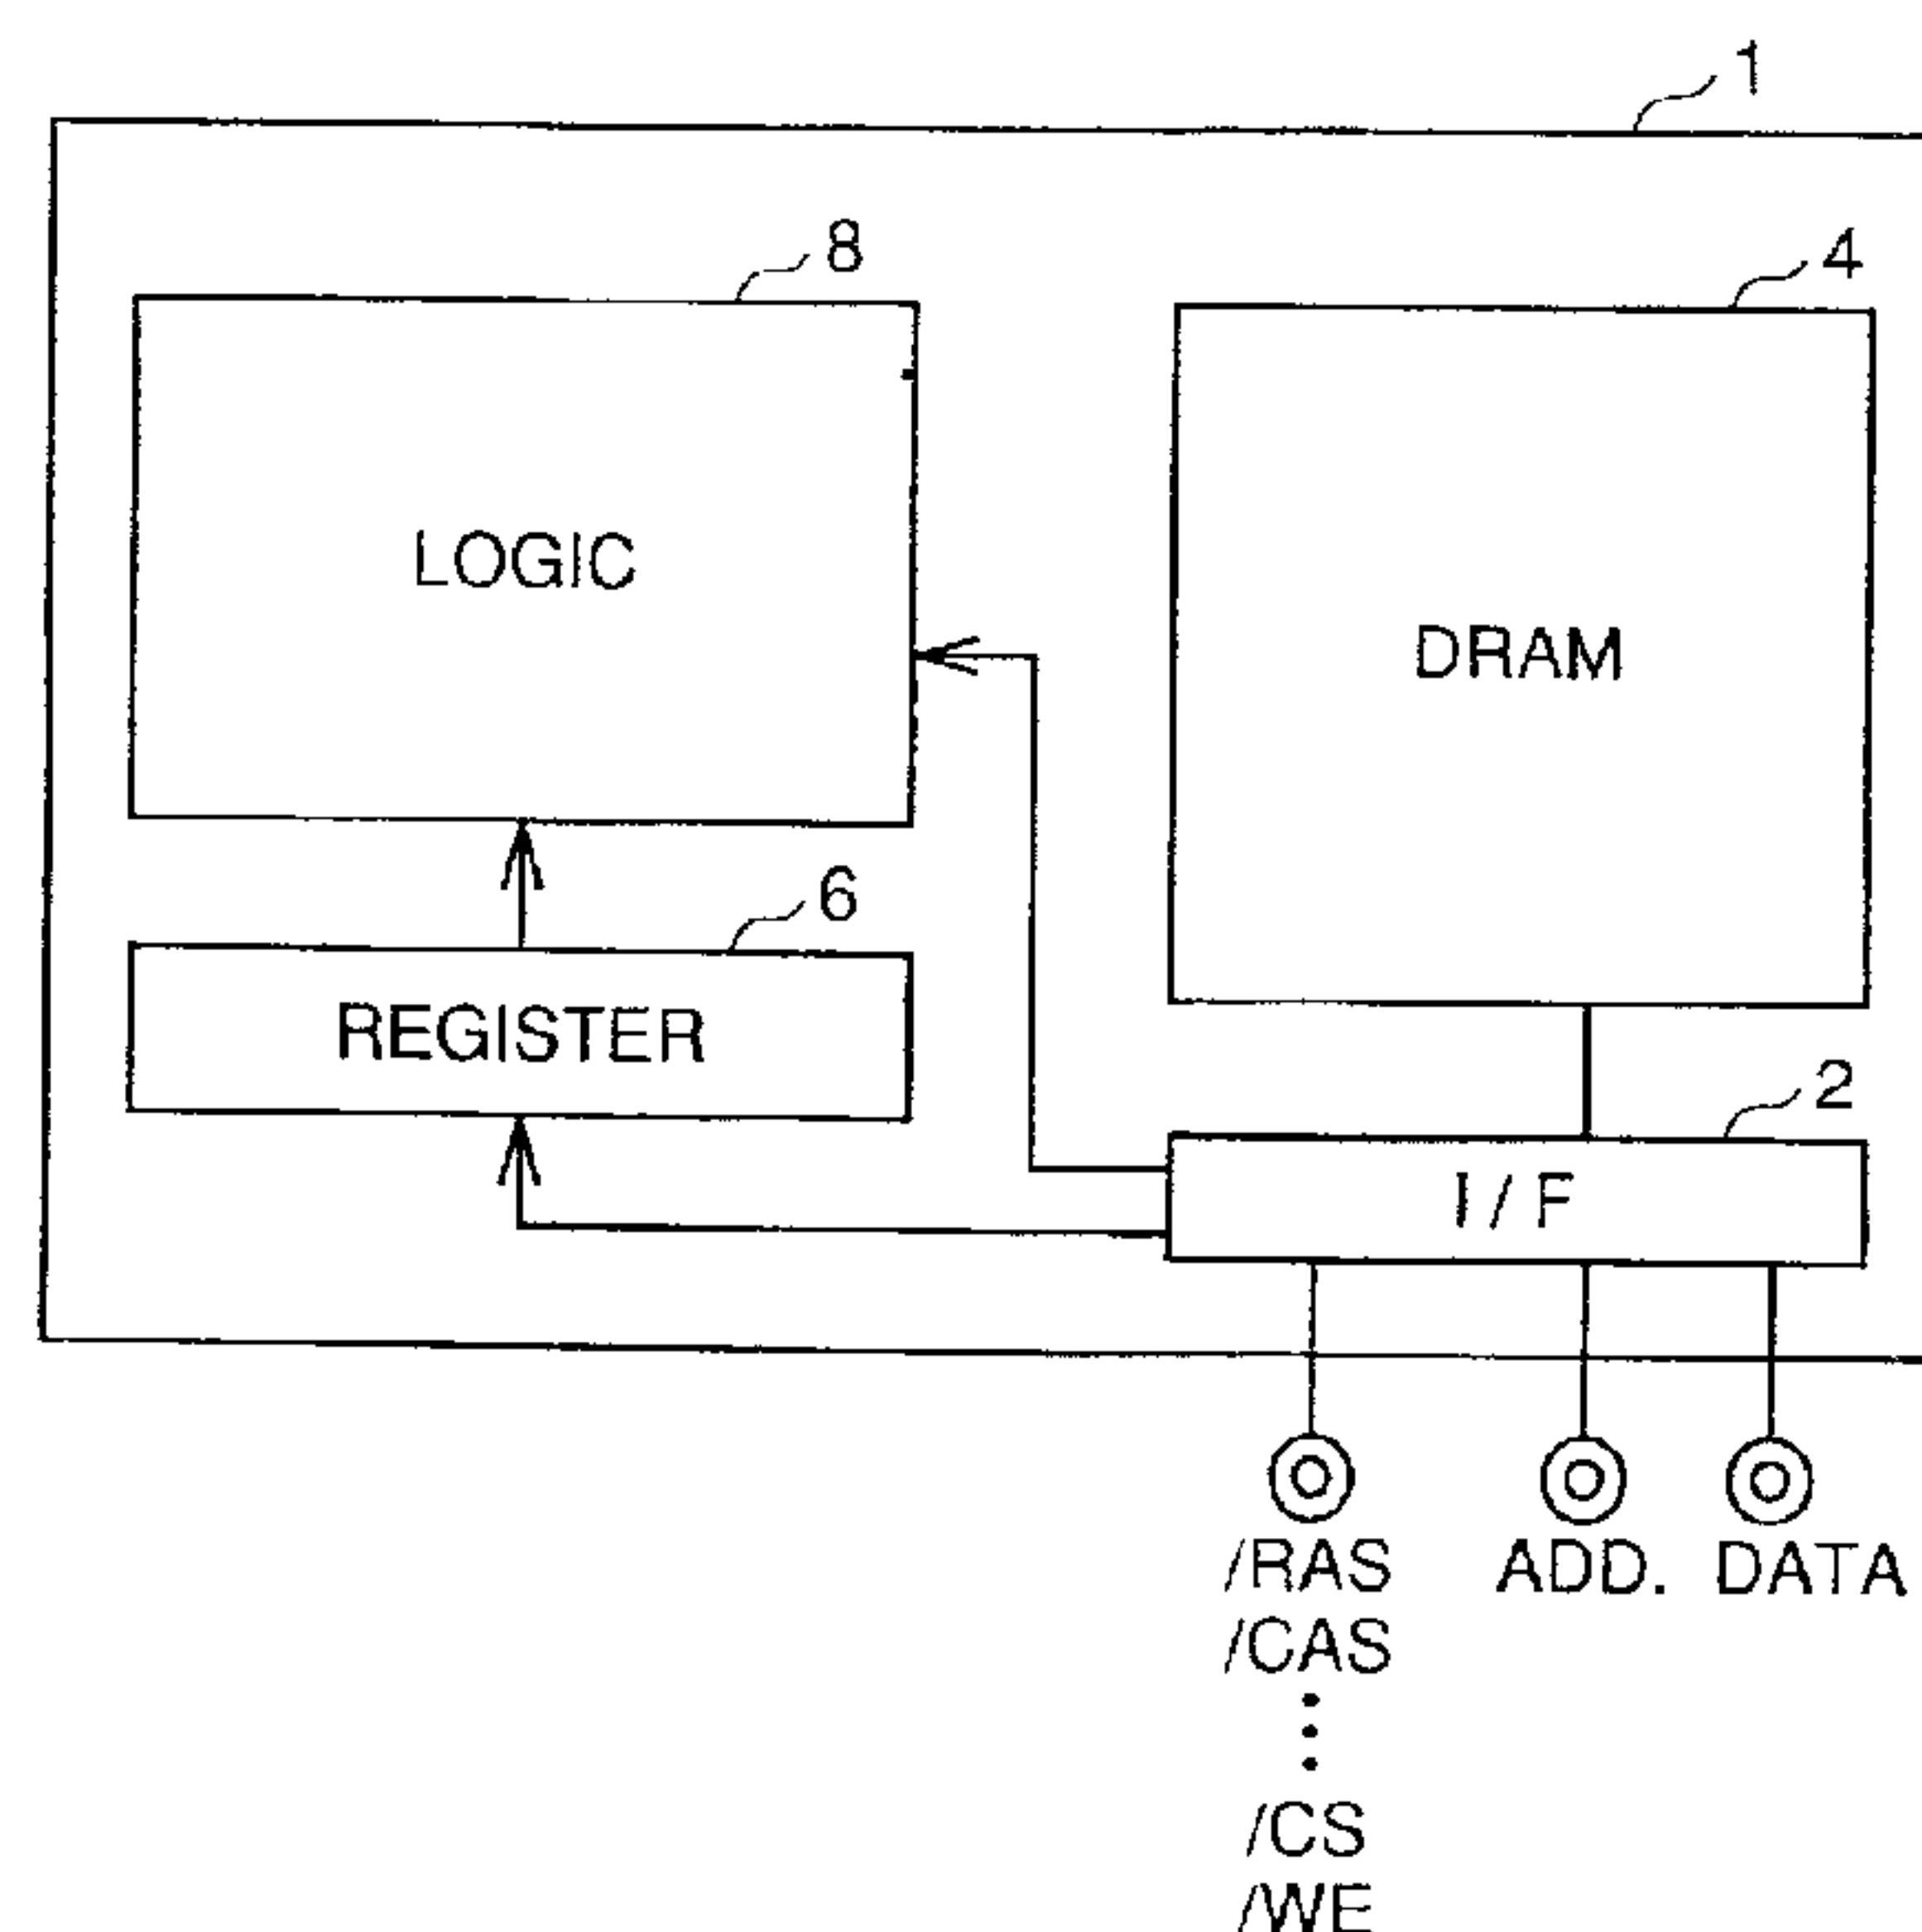 1
8
4
LOGIC
DRAM
6
REGISTER
2
I/F
/RAS ADD. DATA
/CAS
/CS
/WE